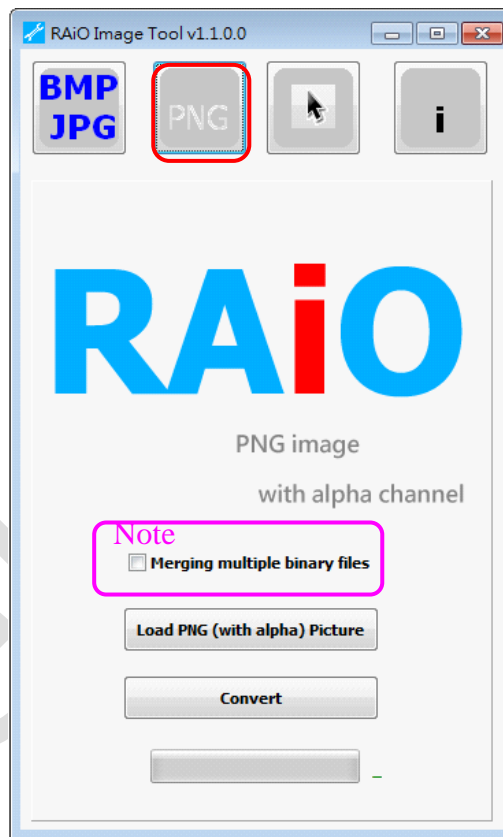 RAiO Image Tool v1.1.0.0
BMP
JPG
PNG
i
RAiO
PNG image
with alpha channel
Note
Merging multiple binary files
Load PNG (with alpha) Picture
Convert